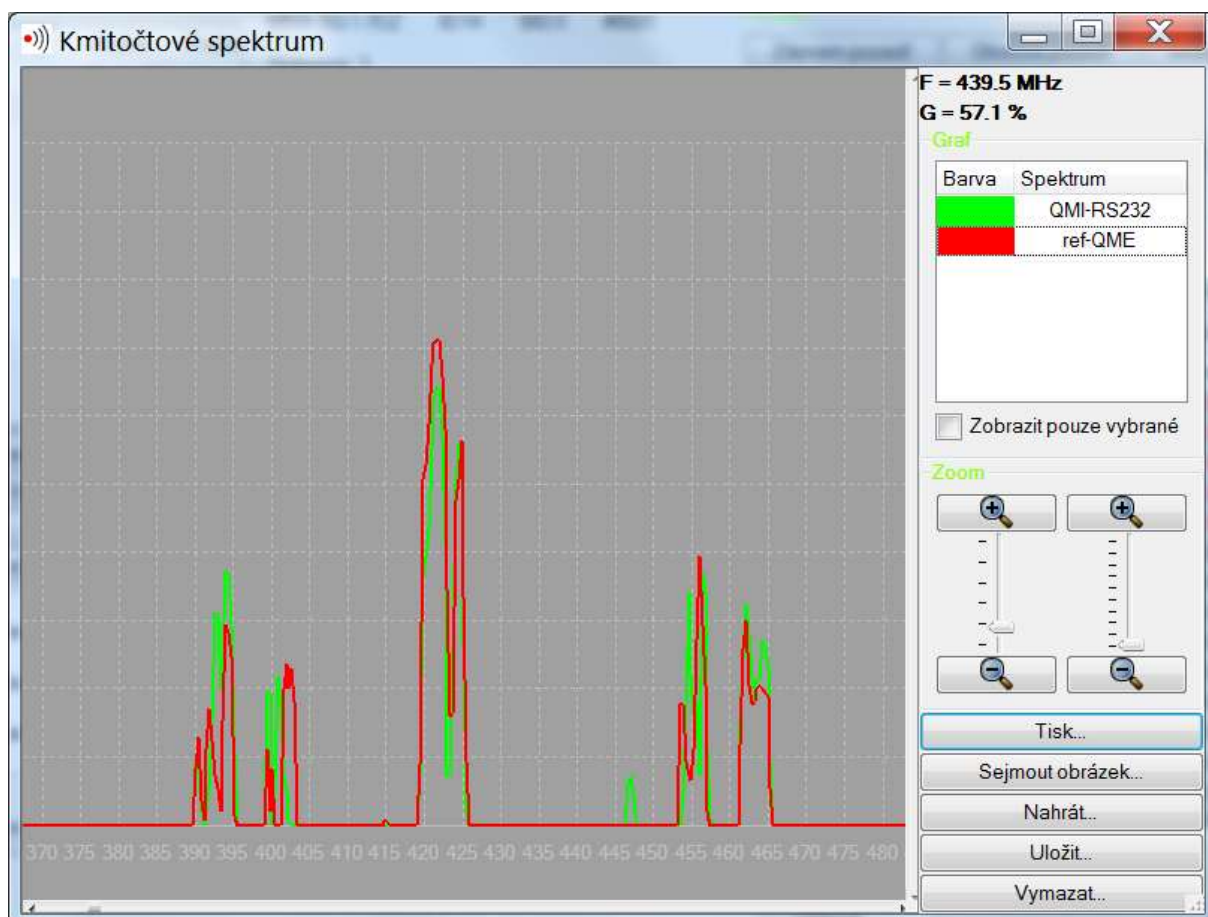 Kmitočtové spektrum
F = 439.5 MHz
G = 57.1 %
Graf
Barva Spektrum
QMI-RS232
ref-QME
Zobrazit pouze vybrané
Zoom
Tisk...
Sejmout obrázek...
Nahrát...
Uložit...
Vymazat...
370 375 380 385 390 395 400 405 410 415 420 425 430 435 440 445 450 455 460 465 470 475 480